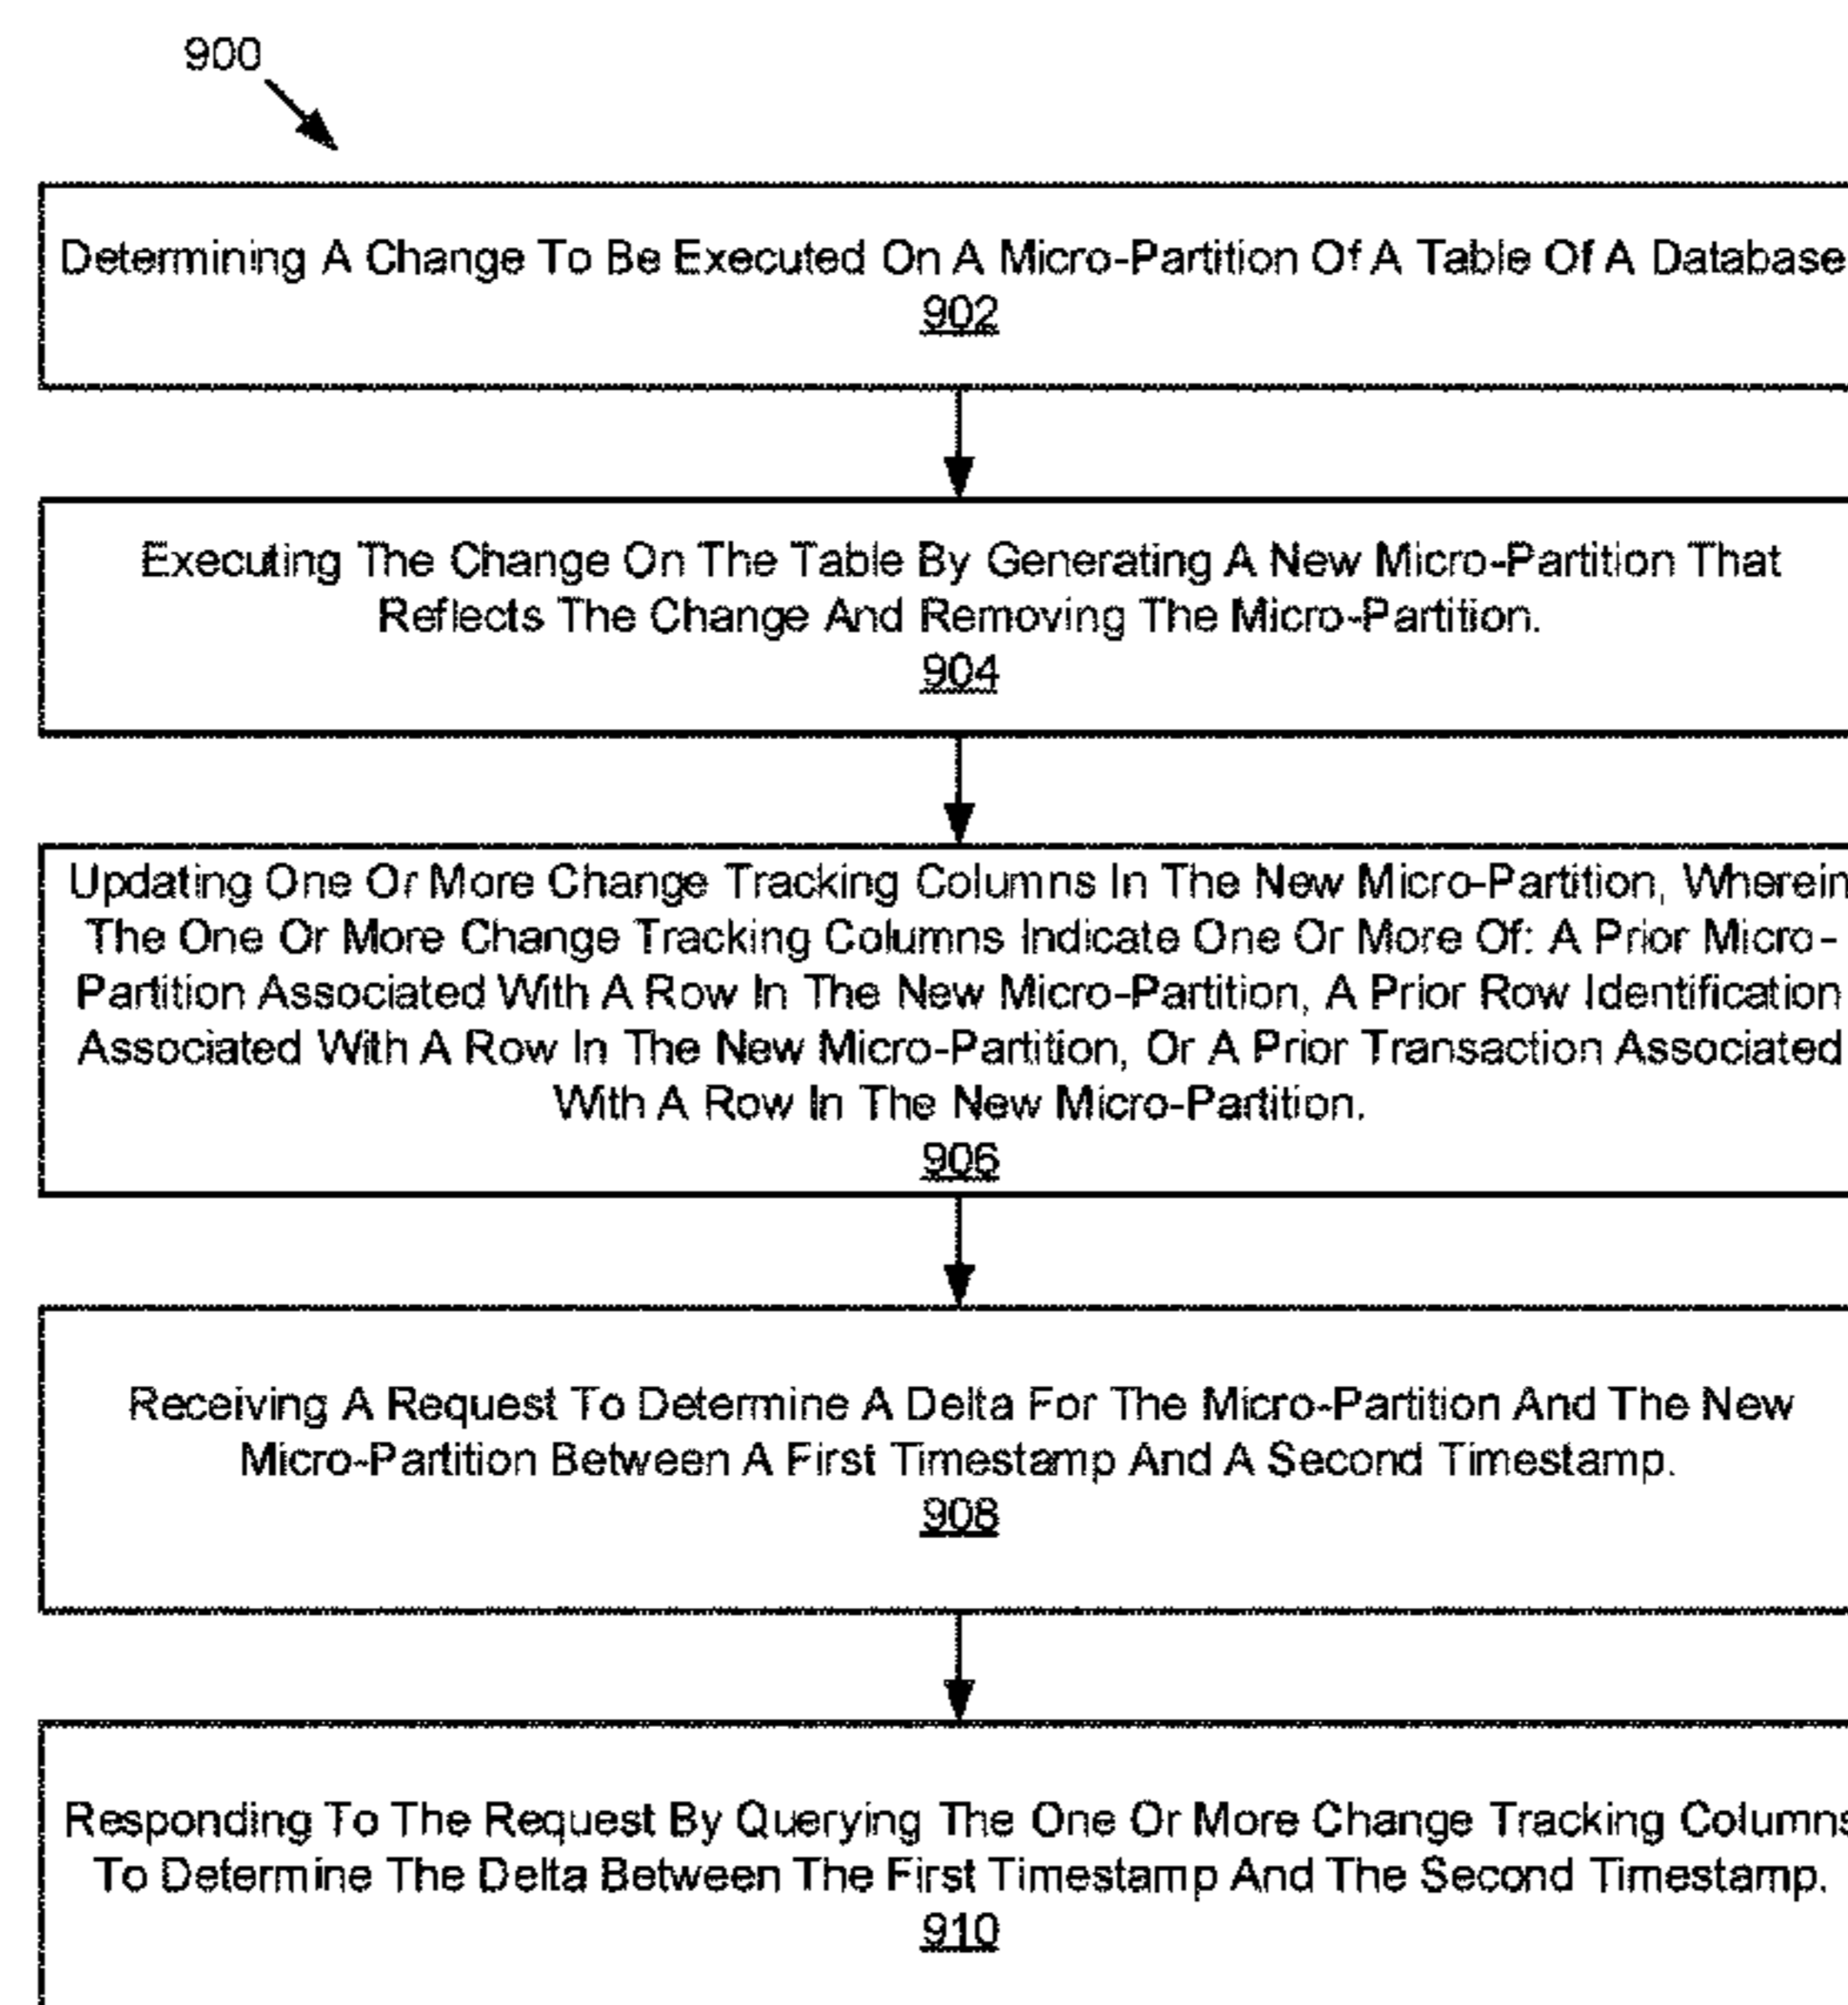 900
Determining A Change To Be Executed On A Micro-Partition Of A Table Of A Database
902
Executing The Change On The Table By Generating A New Micro-Partition That
Reflects The Change And Removing The Micro-Partition.
904
Updating One Or More Change Tracking Columns In The New Micro-Partition, Wherein
The One Or More Change Tracking Columns Indicate One Or More Of: A Prior Micro-
Partition Associated With A Row In The New Micro-Partition, A Prior Row Identification
Associated With A Row In The New Micro-Partition, Or A Prior Transaction Associated
With A Row In The New Micro-Partition.
906
Receiving A Request To Determine A Delta For The Micro-Partition And The New
Micro-Partition Between A First Timestamp And A Second Timestamp.
908
Responding To The Request By Querying The One Or More Change Tracking Columns
To Determine The Delta Between The First Timestamp And The Second Timestamp.
910